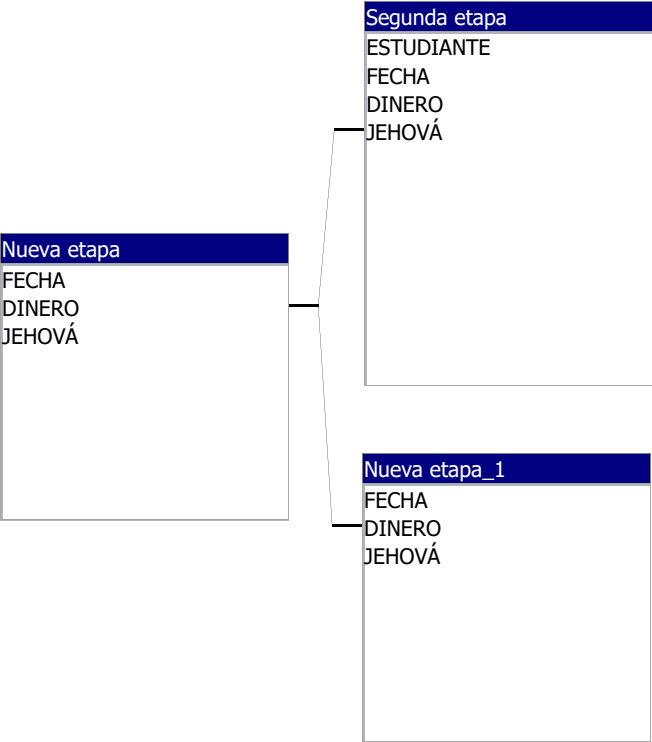 Segunda etapa
ESTUDIANTE
FECHA
DINERO
JEHOVÁ
Nueva etapa
FECHA
DINERO
JEHOVÁ
Nueva etapa_1
FECHA
DINERO
JEHOVÁ